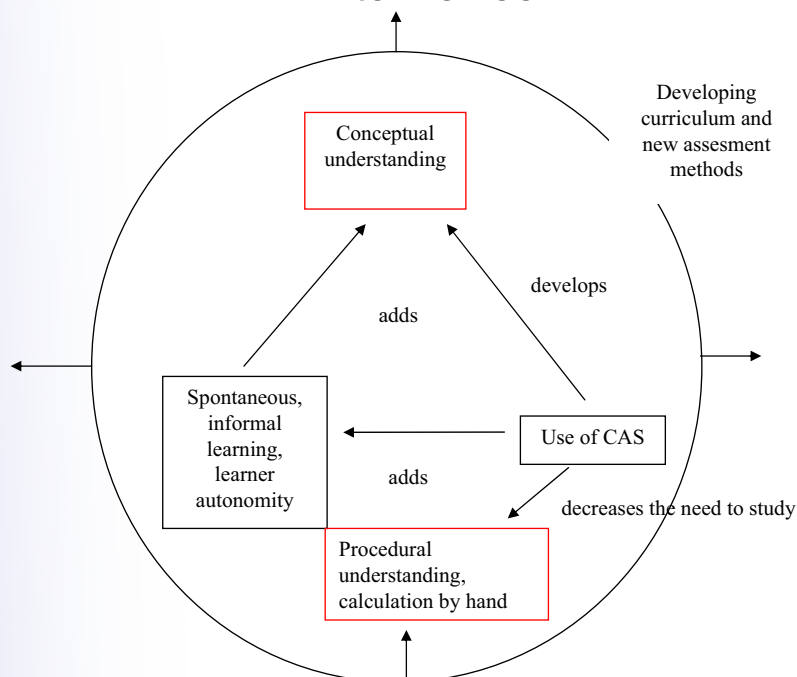 Developing
curriculum and
new assesment
methods
Conceptual
understanding
develops
adds
Spontaneous,
informal
learning,
learner
autonomity
Use of CAS
adds
decreases the need to study
Procedural
understanding,
calculation by hand